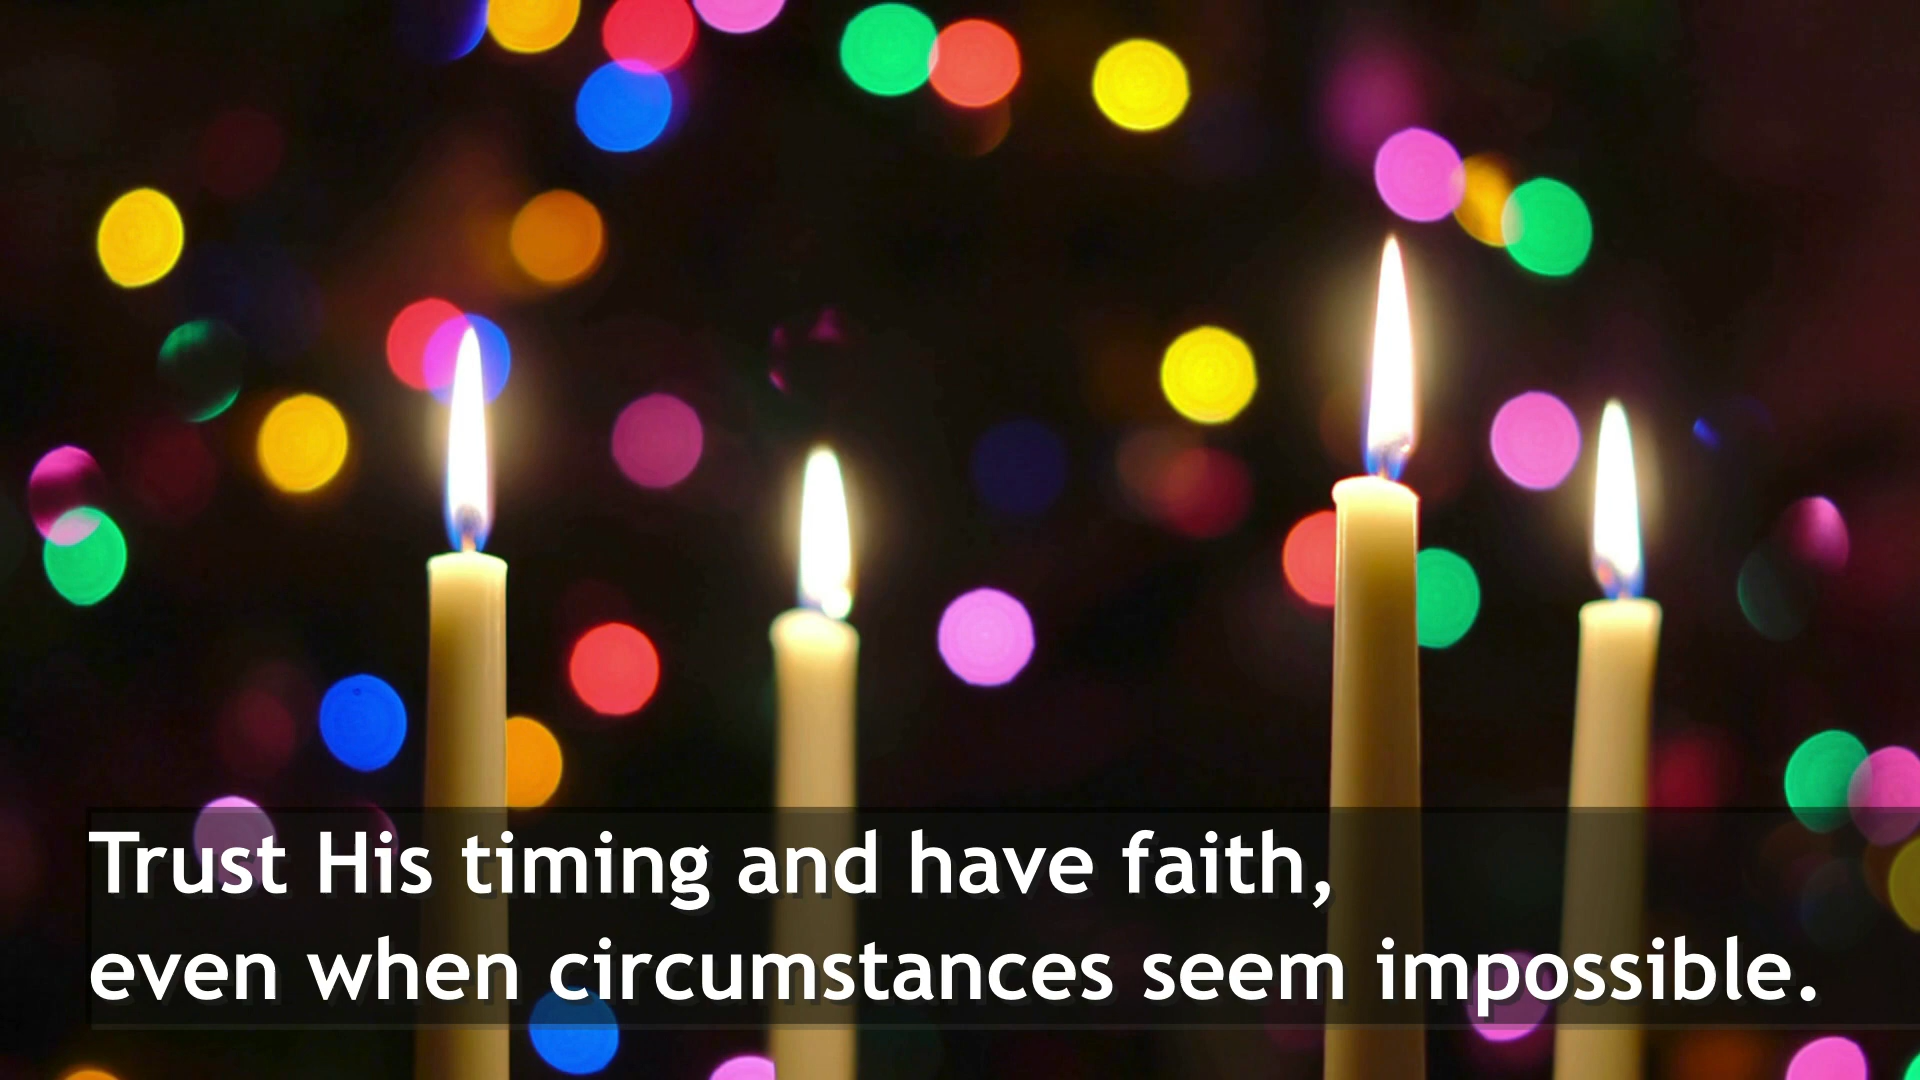 Trust His timing and have faith,
even when circumstances seem impossible.